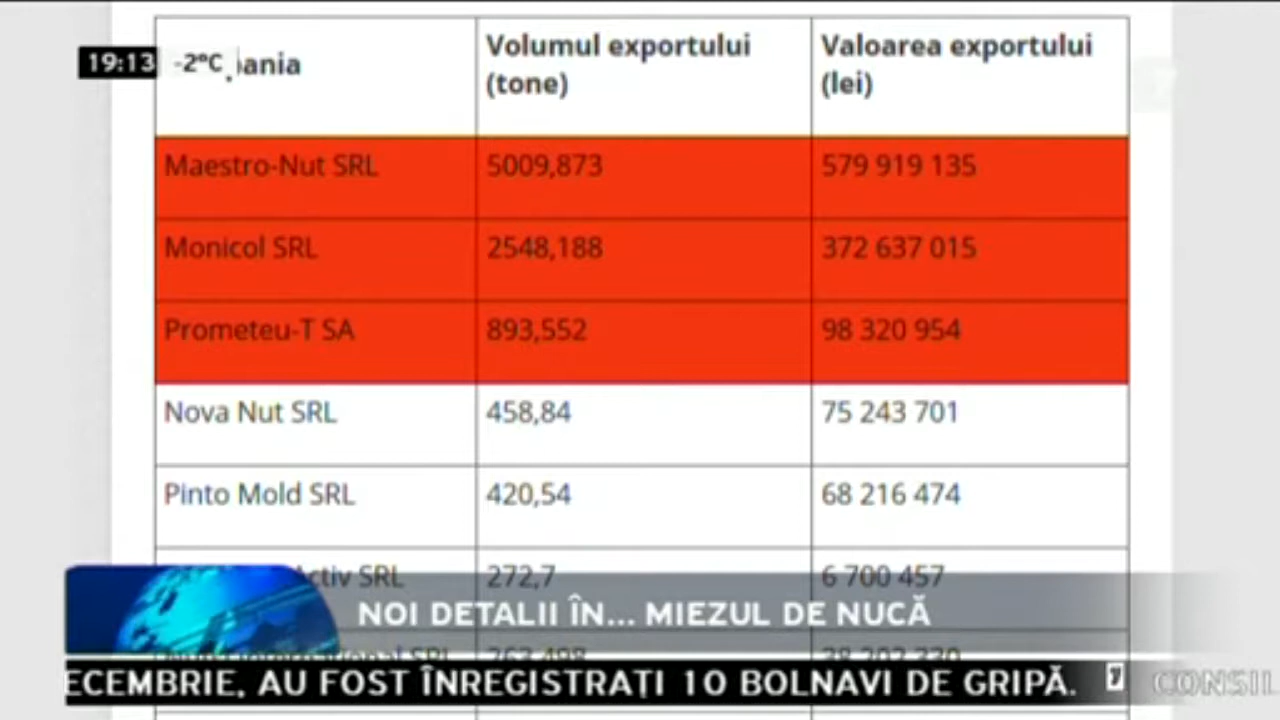 19:13 -2°C
Volumul exportului
(tone)
Valoarea exportului
(lei)
Maestro-Nut SRL 5009,873 579 919 135
Monicol SRL 2548,188 372 637 015
Prometeu-T SA 893,552 98 320 954
Nova Nut SRL 458,84 75 243 701
Pinto Mold SRL 420,54 68 216 474
Activ SRL 272,7 6 700 457
NOI DETALII ÎN... MIEZUL DE NUCĂ
ECEMBRIE, AU FOST ÎNREGISTRAȚI 10 BOLNAVI DE GRIPĂ. CONSIL